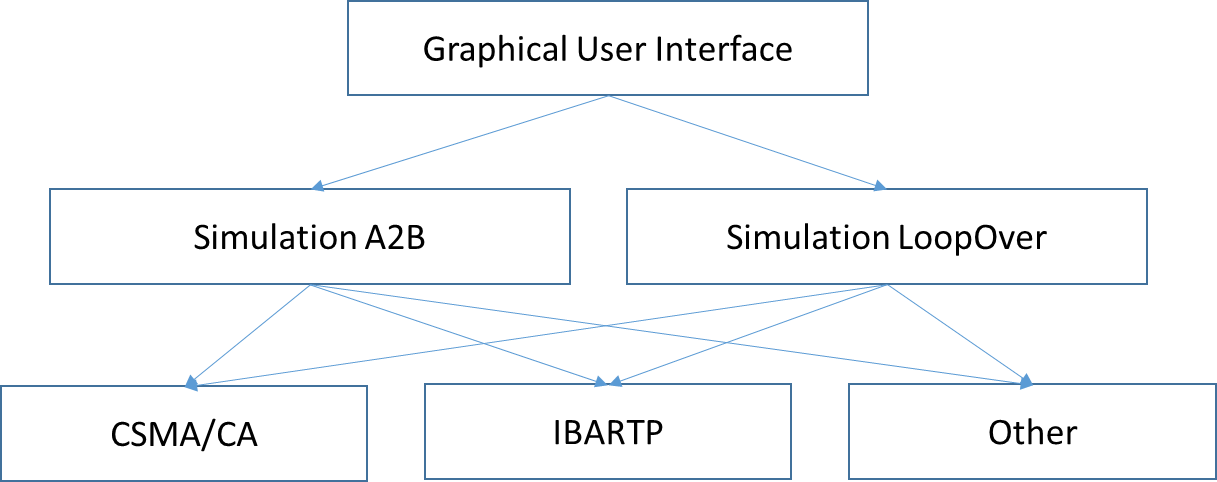 Graphical User Interface
Simulation A2B
Simulation LoopOver
CSMA/CA
IBARTP
Other